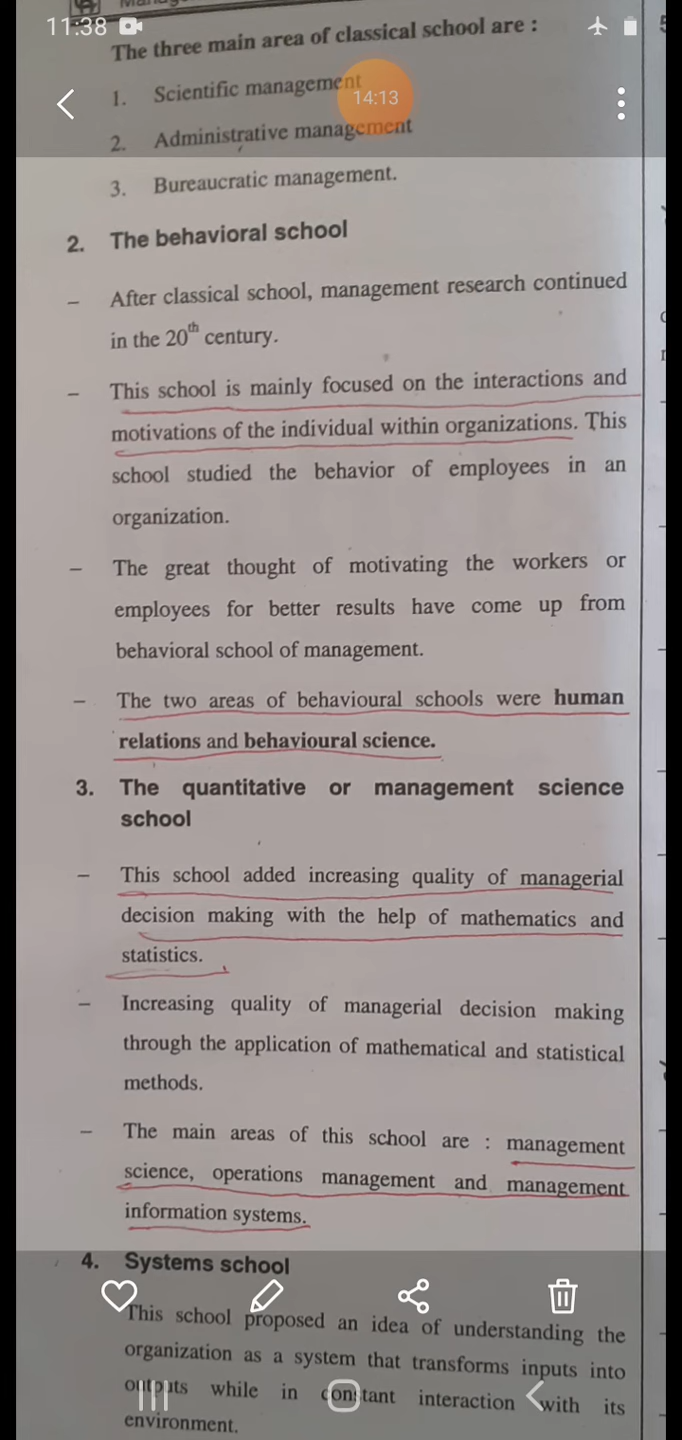 11:38
The three main area of classical school are :
14:13
1. Scientific management
2. Administrative management
3. Bureaucratic management.
2. The behavioral school
– After classical school, management research continued
in the 20th century.
– This school is mainly focused on the interactions and
motivations of the individual within organizations. This
school studied the behavior of employees in an
organization.
– The great thought of motivating the workers or
employees for better results have come up from
behavioral school of management.
– The two areas of behavioural schools were human
relations and behavioural science.
3. The quantitative or management science
school
– This school added increasing quality of managerial
decision making with the help of mathematics and
statistics.
– Increasing quality of managerial decision making
through the application of mathematical and statistical
methods.
– The main areas of this school are : management
science, operations management and management
information systems.
4. Systems school
This school proposed an idea of understanding the
organization as a system that transforms inputs into
outputs while in constant interaction with its
environment.